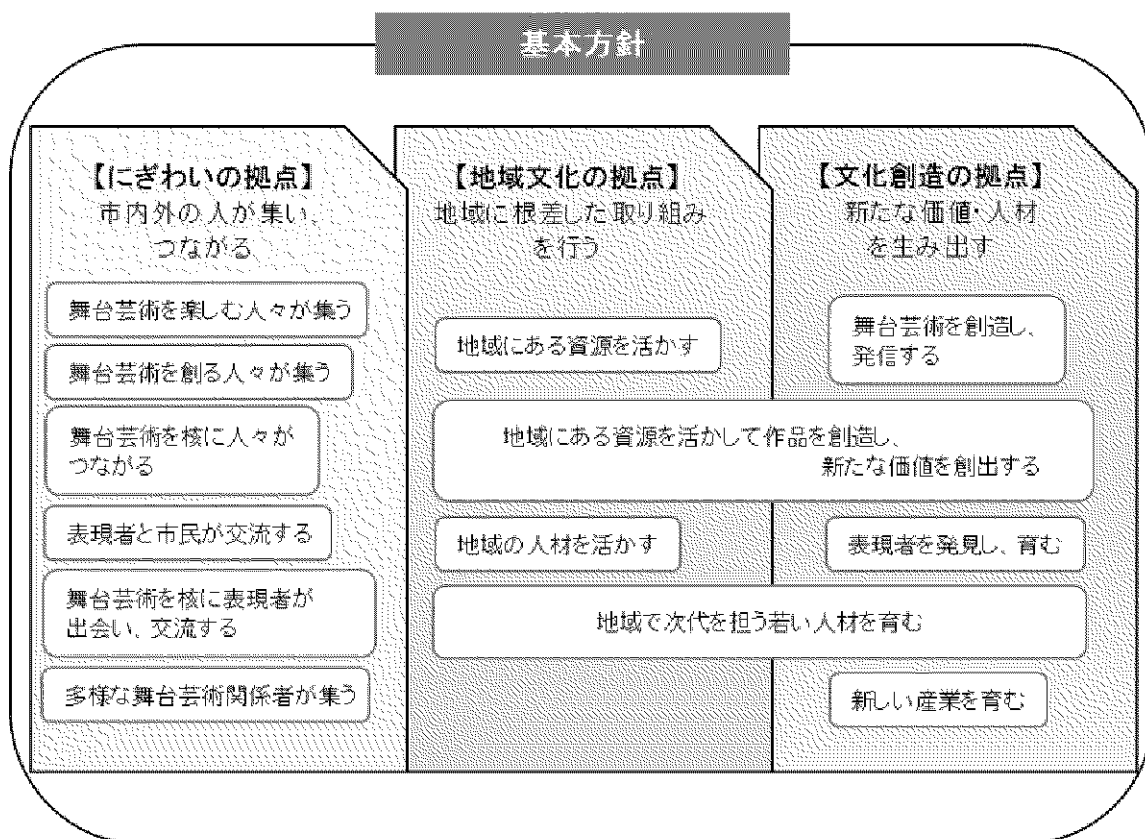 基本方針
【にぎわいの拠点】
市内外の人が集い、
つながる
舞台芸術を楽しむ人々が集う
舞台芸術を創る人々が集う
舞台芸術を核に人々が
つながる
表現者と市民が交流する
舞台芸術を核に表現者が
出会い、交流する
多様な舞台芸術関係者が集う
【地域文化の拠点】
地域に根差した取り組み
を行う
地域にある資源を活かす
地域にある資源を活かして作品を創造し、
新たな価値を創出する
地域の人材を活かす
地域で次代を担う若い人材を育む
【文化創造の拠点】
新たな価値・人材
を生み出す
舞台芸術を創造し、
発信する
表現者を発見し、育む
新しい産業を育む